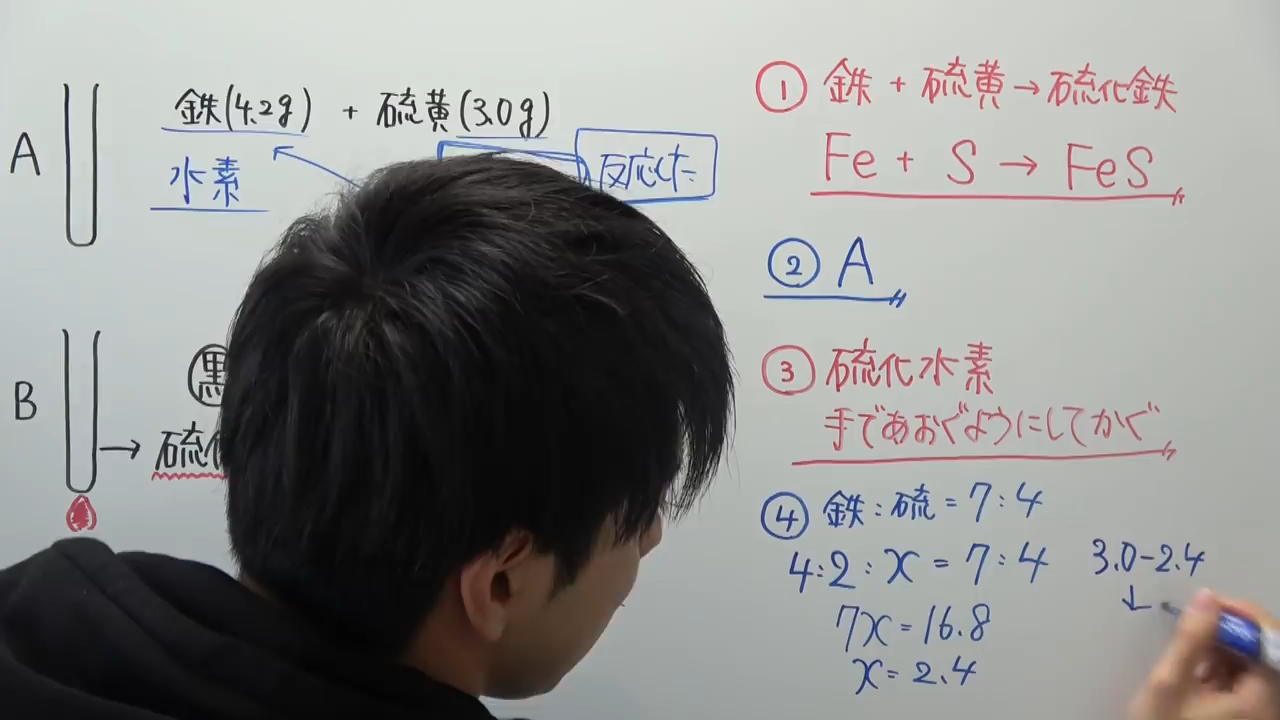 A
鉄(4.2g) + 硫黄(3.0g)
水素
反応した
B
黒
→ 硫化
① 鉄 + 硫黄 → 硫化鉄
Fe + S → FeS
② A
③ 硫化水素
手であおぐようにしてかぐ
④ 鉄:硫 = 7:4
4:2:x = 7:4
7x = 16.8
x = 2.4
3.0-2.4
↓